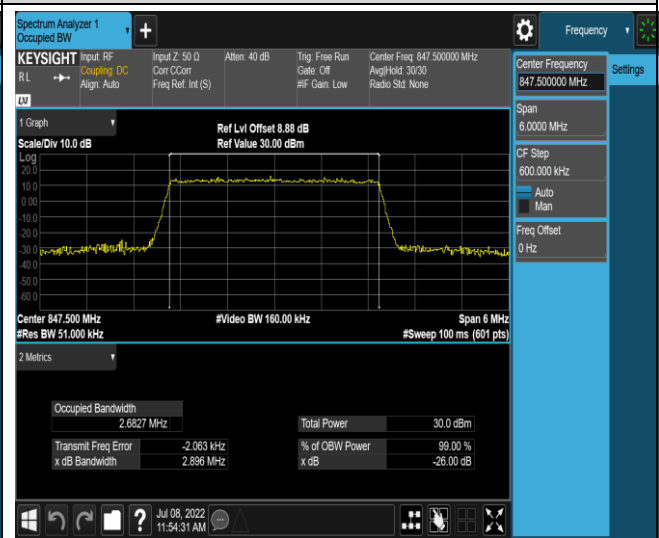 Spectrum Analyzer 1
Occupied BW
+
Frequency
KEYSIGHT
R L
LXI
Input: RF
Coupling: DC
Align: Auto
Input Z: 50 Ω
Corr CCorr
Freq Ref: Int (S)
Atten: 40 dB
Trig: Free Run
Gate: Off
#IF Gain: Low
Center Freq: 847.500000 MHz
Avg|Hold: 30/30
Radio Std: None
Center Frequency
847.500000 MHz
Settings
Span
6.0000 MHz
CF Step
600.000 kHz
Auto
Man
Freq Offset
0 Hz
1 Graph
Scale/Div 10.0 dB
Ref Lvl Offset 8.88 dB
Ref Value 30.00 dBm
Log
20.0
10.0
0.00
-10.0
-20.0
-30.0
-40.0
-50.0
-60.0
Center 847.500 MHz
#Video BW 160.00 kHz
Span 6 MHz
#Res BW 51.000 kHz
#Sweep 100 ms (601 pts)
2 Metrics
Occupied Bandwidth
2.6827 MHz
Total Power 30.0 dBm
Transmit Freq Error -2.063 kHz
% of OBW Power 99.00 %
x dB Bandwidth 2.896 MHz
x dB -26.00 dB
?
Jul 08, 2022
11:54:31 AM